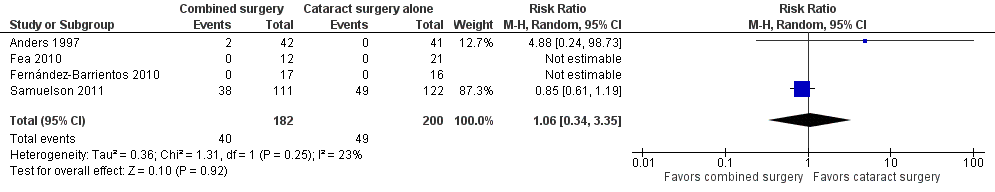 Combined surgery Cataract surgery alone Risk Ratio Risk Ratio
Study or Subgroup Events Total Events Total Weight M-H, Random, 95% CI M-H, Random, 95% CI
Anders 1997 2 42 0 41 12.7% 4.88 [0.24, 98.73]
Fea 2010 0 12 0 21 Not estimable
Fernández-Barrientos 2010 0 17 0 16 Not estimable
Samuelson 2011 38 111 49 122 87.3% 0.85 [0.61, 1.19]
Total (95% CI) 182 200 100.0% 1.06 [0.34, 3.35]
Total events 40 49
Heterogeneity: Tau² = 0.36; Chi² = 1.31, df = 1 (P = 0.25); I² = 23%
Test for overall effect: Z = 0.10 (P = 0.92)
0.01 0.1 1 10 100
Favors combined surgery Favors cataract surgery